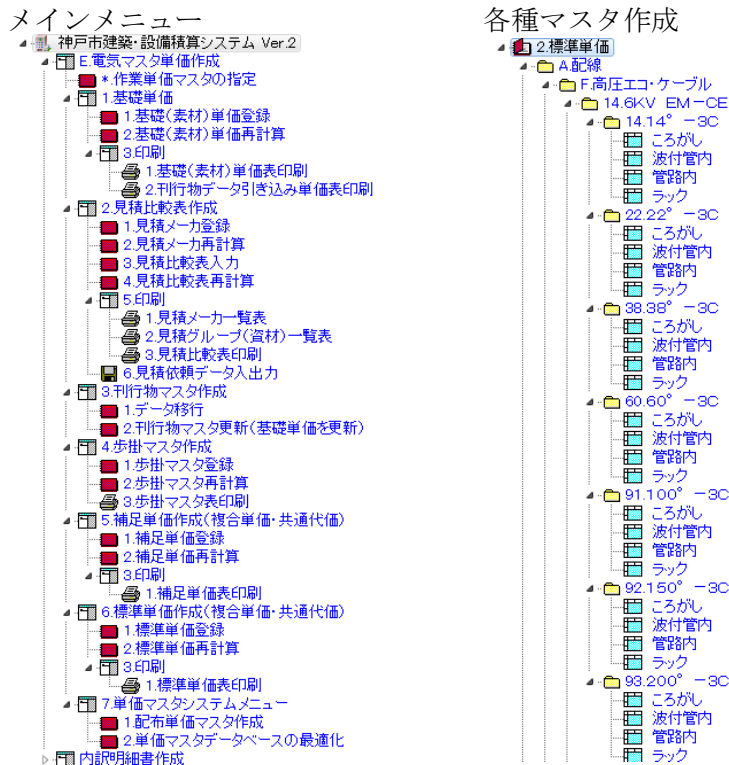 メインメニュー
神戸市建築・設備積算システム Ver.2
E.電気マスタ単価作成
*.作業単価マスタの指定
1.基礎単価
1.基礎(素材)単価登録
2.基礎(素材)単価再計算
3.印刷
1.基礎(素材)単価表印刷
2.刊行物データ引き込み単価表印刷
2.見積比較表作成
1.見積メーカ登録
2.見積メーカ再計算
3.見積比較表入力
4.見積比較表再計算
5.印刷
1.見積メーカー覧表
2.見積グループ(資材)一覧表
3.見積比較表印刷
6.見積依頼データ入出力
3.刊行物マスタ作成
1.データ移行
2.刊行物マスタ更新(基礎単価を更新)
4.歩掛マスタ作成
1.歩掛マスタ登録
2.歩掛マスタ再計算
3.歩掛マスタ表印刷
5.補足単価作成(複合単価・共通代価)
1.補足単価登録
2.補足単価再計算
3.印刷
1.補足単価表印刷
6.標準単価作成(複合単価・共通代価)
1.標準単価登録
2.標準単価再計算
3.印刷
1.標準単価表印刷
7.単価マスタシステムメニュー
1.配布単価マスタ作成
2.単価マスタデータベースの最適化
内訳明細書作成
各種マスタ作成
2.標準単価
A.配線
F.高圧エコ・ケーブル
14.6KV EM-CE
14.14° -3C
ころがし
波付管内
管路内
ラック
22.22° -3C
ころがし
波付管内
管路内
ラック
38.38° -3C
ころがし
波付管内
管路内
ラック
60.60° -3C
ころがし
波付管内
管路内
ラック
91.100° -3C
ころがし
波付管内
管路内
ラック
92.150° -3C
ころがし
波付管内
管路内
ラック
93.200° -3C
ころがし
波付管内
管路内
ラック